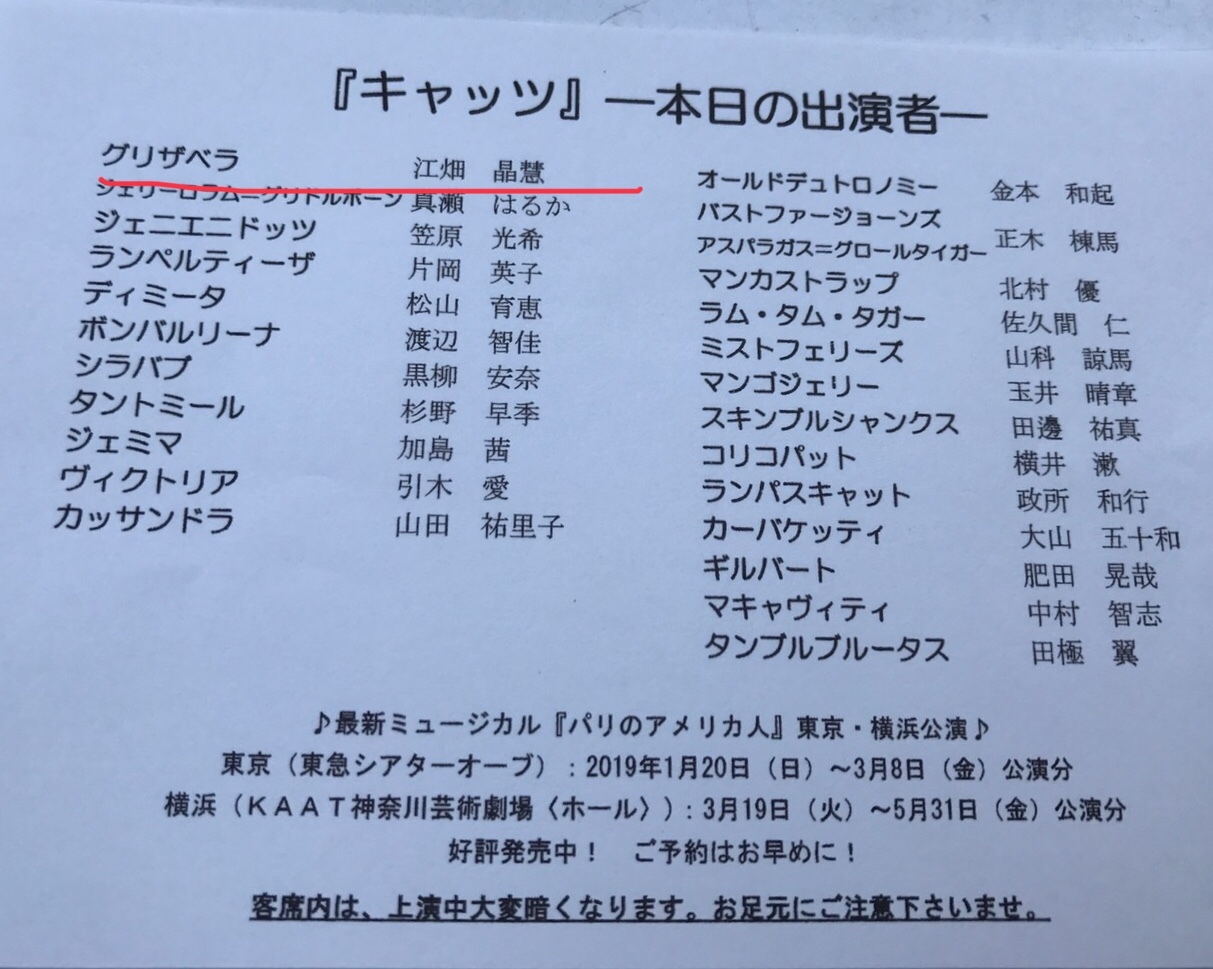 『キャッツ』―本日の出演者―
グリザベラ 江畑 晶慧
ジェリーロラム=グリドルボーン 真瀬 はるか
ジェニエニドッツ 笠原 光希
ランペルティーザ 片岡 英子
ディミータ 松山 育恵
ボンバルリーナ 渡辺 智佳
シラバブ 黒柳 安奈
タントミール 杉野 早季
ジェミマ 加島 茜
ヴィクトリア 引木 愛
カッサンドラ 山田 祐里子
オールドデュトロノミー 金本 和起
バストファージョーンズ
アスパラガス=グロールタイガー 正木 棟馬
マンカストラップ 北村 優
ラム・タム・タガー 佐久間 仁
ミストフェリーズ 山科 諒馬
マンゴジェリー 玉井 晴章
スキンブルシャンクス 田邊 祐真
コリコパット 横井 漱
ランパスキャット 政所 和行
カーバケッティ 大山 五十和
ギルバート 肥田 晃哉
マキャヴィティ 中村 智志
タンブルブルータス 田極 翼
♪最新ミュージカル『パリのアメリカ人』東京・横浜公演♪
東京（東急シアターオーブ）：2019年1月20日（日）～3月8日（金）公演分
横浜（ＫＡＡＴ神奈川芸術劇場〈ホール〉）：3月19日（火）～5月31日（金）公演分
好評発売中！ ご予約はお早めに！
客席内は、上演中大変暗くなります。お足元にご注意下さいませ。